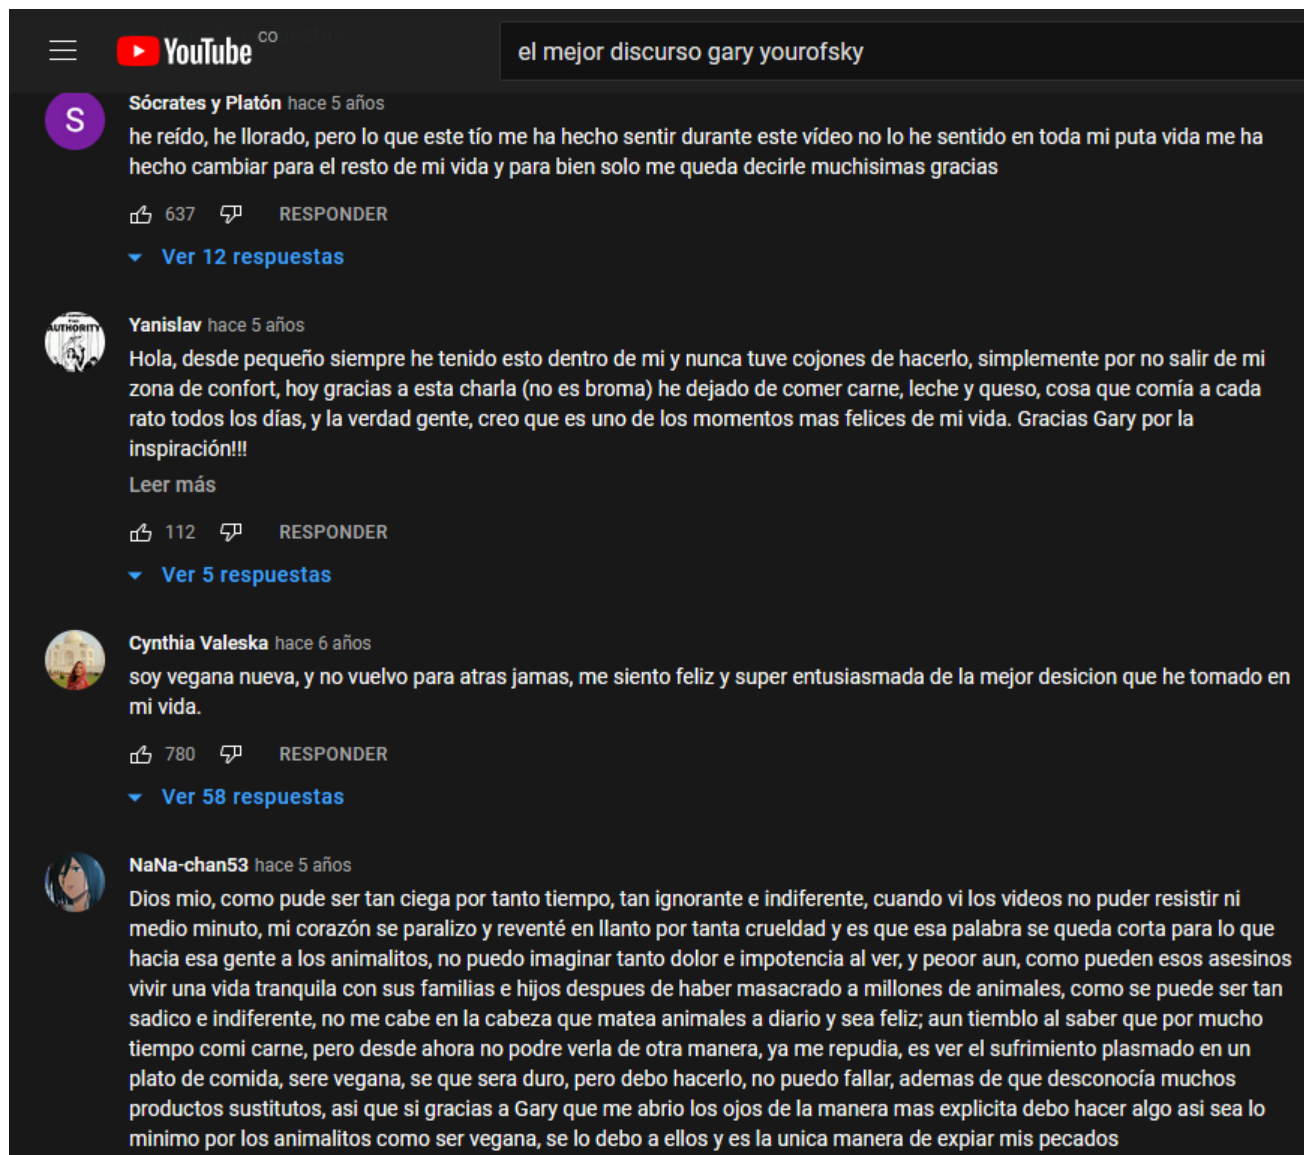 YouTube CO
el mejor discurso gary yourofsky
S
Sócrates y Platón hace 5 años
he reído, he llorado, pero lo que este tío me ha hecho sentir durante este vídeo no lo he sentido en toda mi puta vida me ha
hecho cambiar para el resto de mi vida y para bien solo me queda decirle muchisimas gracias
637 RESPONDER
Ver 12 respuestas
AUTHORITY
Yanislav hace 5 años
Hola, desde pequeño siempre he tenido esto dentro de mi y nunca tuve cojones de hacerlo, simplemente por no salir de mi
zona de confort, hoy gracias a esta charla (no es broma) he dejado de comer carne, leche y queso, cosa que comía a cada
rato todos los días, y la verdad gente, creo que es uno de los momentos mas felices de mi vida. Gracias Gary por la
inspiración!!!
Leer más
112 RESPONDER
Ver 5 respuestas
Cynthia Valeska hace 6 años
soy vegana nueva, y no vuelvo para atras jamas, me siento feliz y super entusiasmada de la mejor desicion que he tomado en
mi vida.
780 RESPONDER
Ver 58 respuestas
NaNa-chan53 hace 5 años
Dios mio, como pude ser tan ciega por tanto tiempo, tan ignorante e indiferente, cuando vi los videos no puder resistir ni
medio minuto, mi corazón se paralizo y reventé en llanto por tanta crueldad y es que esa palabra se queda corta para lo que
hacia esa gente a los animalitos, no puedo imaginar tanto dolor e impotencia al ver, y peoor aun, como pueden esos asesinos
vivir una vida tranquila con sus familias e hijos despues de haber masacrado a millones de animales, como se puede ser tan
sadico e indiferente, no me cabe en la cabeza que matea animales a diario y sea feliz; aun tiemblo al saber que por mucho
tiempo comi carne, pero desde ahora no podre verla de otra manera, ya me repudia, es ver el sufrimiento plasmado en un
plato de comida, sere vegana, se que sera duro, pero debo hacerlo, no puedo fallar, ademas de que desconocía muchos
productos sustitutos, asi que si gracias a Gary que me abrio los ojos de la manera mas explicita debo hacer algo asi sea lo
minimo por los animalitos como ser vegana, se lo debo a ellos y es la unica manera de expiar mis pecados